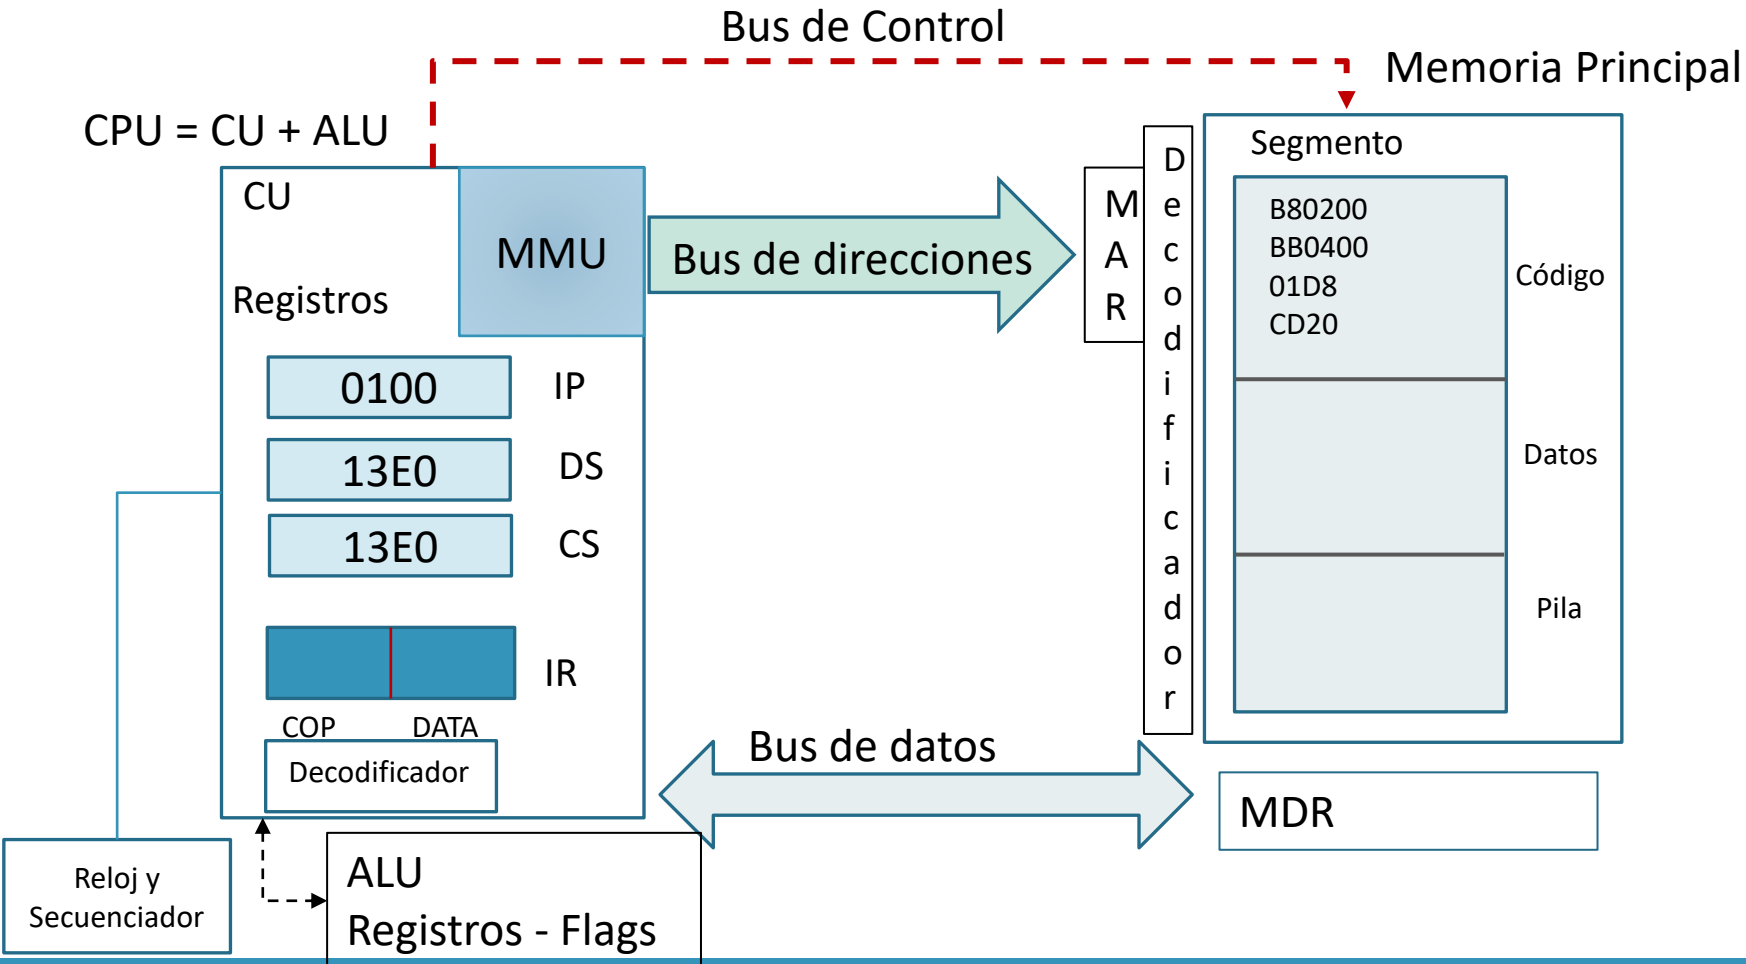 Bus de Control
Memoria Principal
CPU = CU + ALU
CU
MMU
Registros
0100
IP
13E0
DS
13E0
CS
IR
COP
DATA
Decodificador
Reloj y
Secuenciador
ALU
Registros - Flags
Bus de direcciones
Bus de datos
M
A
R
D
e
c
o
d
i
f
i
c
a
d
o
r
Segmento
B80200
BB0400
01D8
CD20
Código
Datos
Pila
MDR